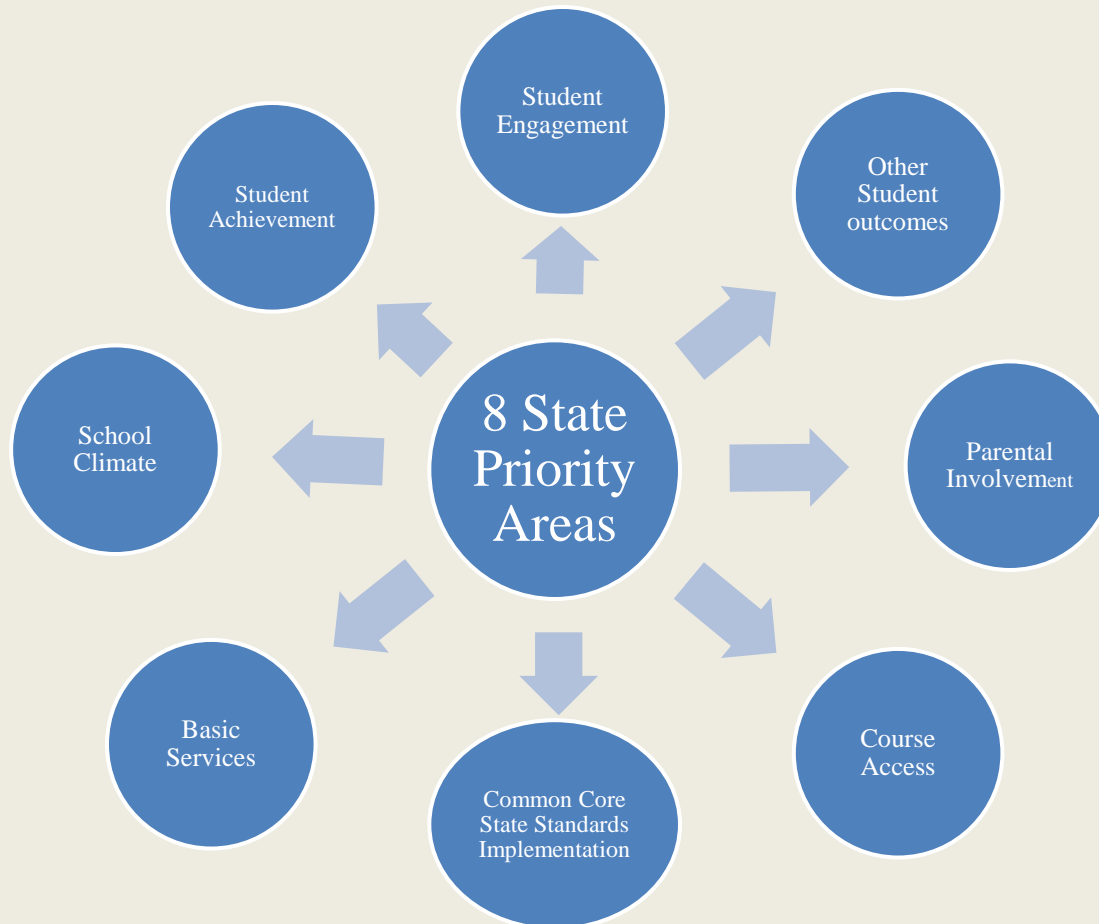 Student
Engagement
Other
Student
outcomes
Student
Achievement
8 State
Priority
Areas
School
Climate
Parental
Involvement
Basic
Services
Course
Access
Common Core
State Standards
Implementation